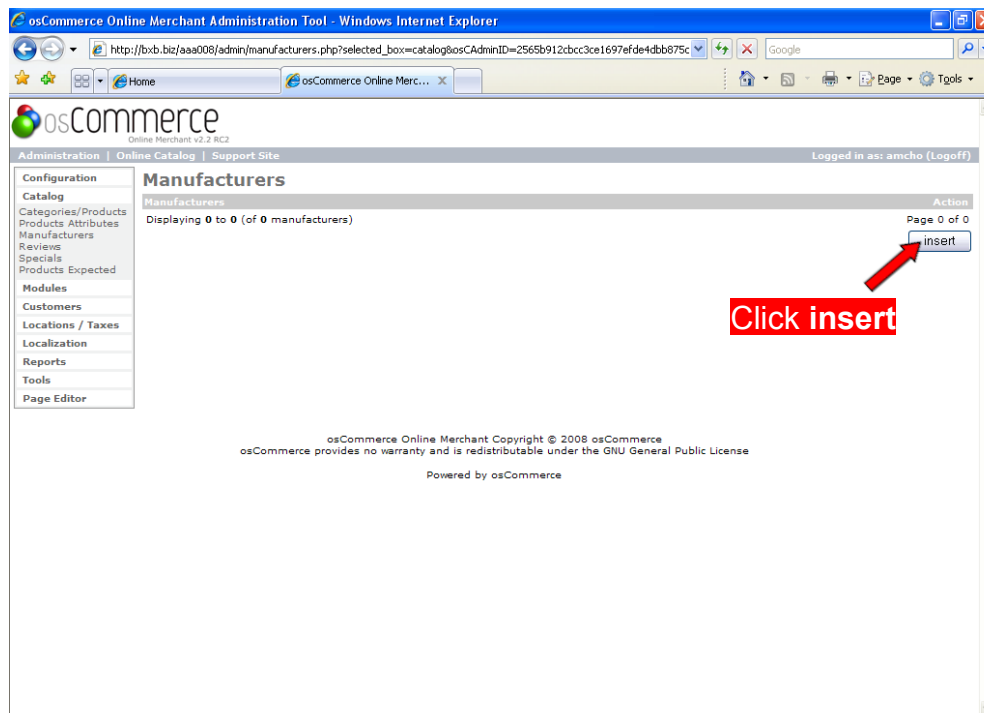 osCommerce Online Merchant Administration Tool - Windows Internet Explorer
http://bxb.biz/aaa008/admin/manufacturers.php?selected_box=catalog&osCAdminID=2565b912cbcc3ce1697efde4dbb875c
Google
Home
osCommerce Online Merc...
Page
Tools
osCommerce
Online Merchant v2.2 RC2
Administration | Online Catalog | Support Site
Logged in as: amcho (Logoff)
Configuration
Catalog
Categories/Products
Products Attributes
Manufacturers
Reviews
Specials
Products Expected
Modules
Customers
Locations / Taxes
Localization
Reports
Tools
Page Editor
Manufacturers
Manufacturers
Action
Displaying 0 to 0 (of 0 manufacturers)
Page 0 of 0
insert
Click insert
osCommerce Online Merchant Copyright © 2008 osCommerce
osCommerce provides no warranty and is redistributable under the GNU General Public License
Powered by osCommerce